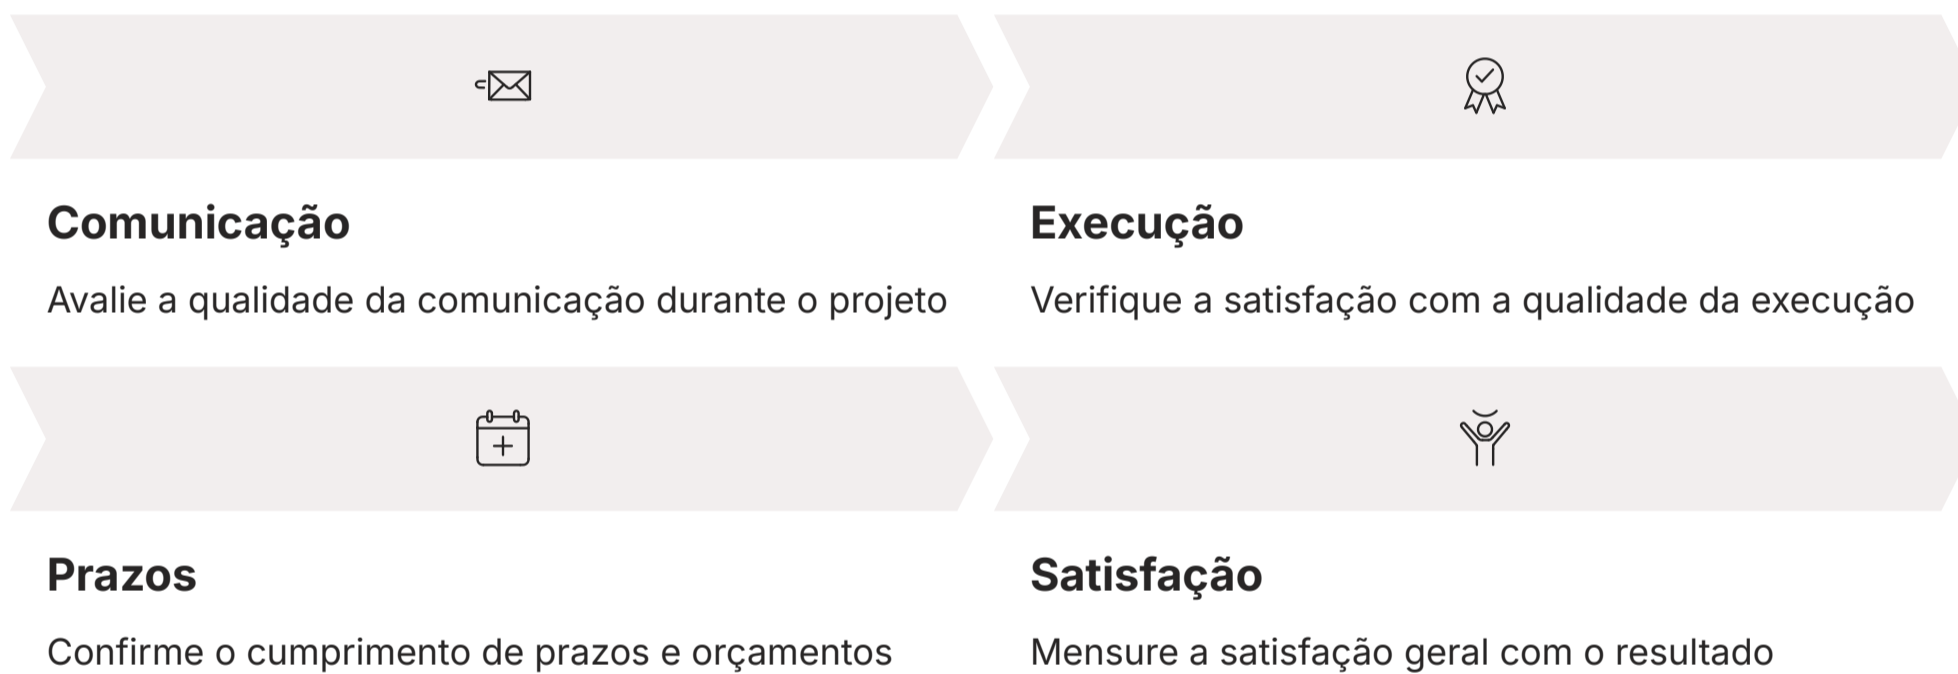 Comunicação
Avalie a qualidade da comunicação durante o projeto
Execução
Verifique a satisfação com a qualidade da execução
Prazos
Confirme o cumprimento de prazos e orçamentos
Satisfação
Mensure a satisfação geral com o resultado